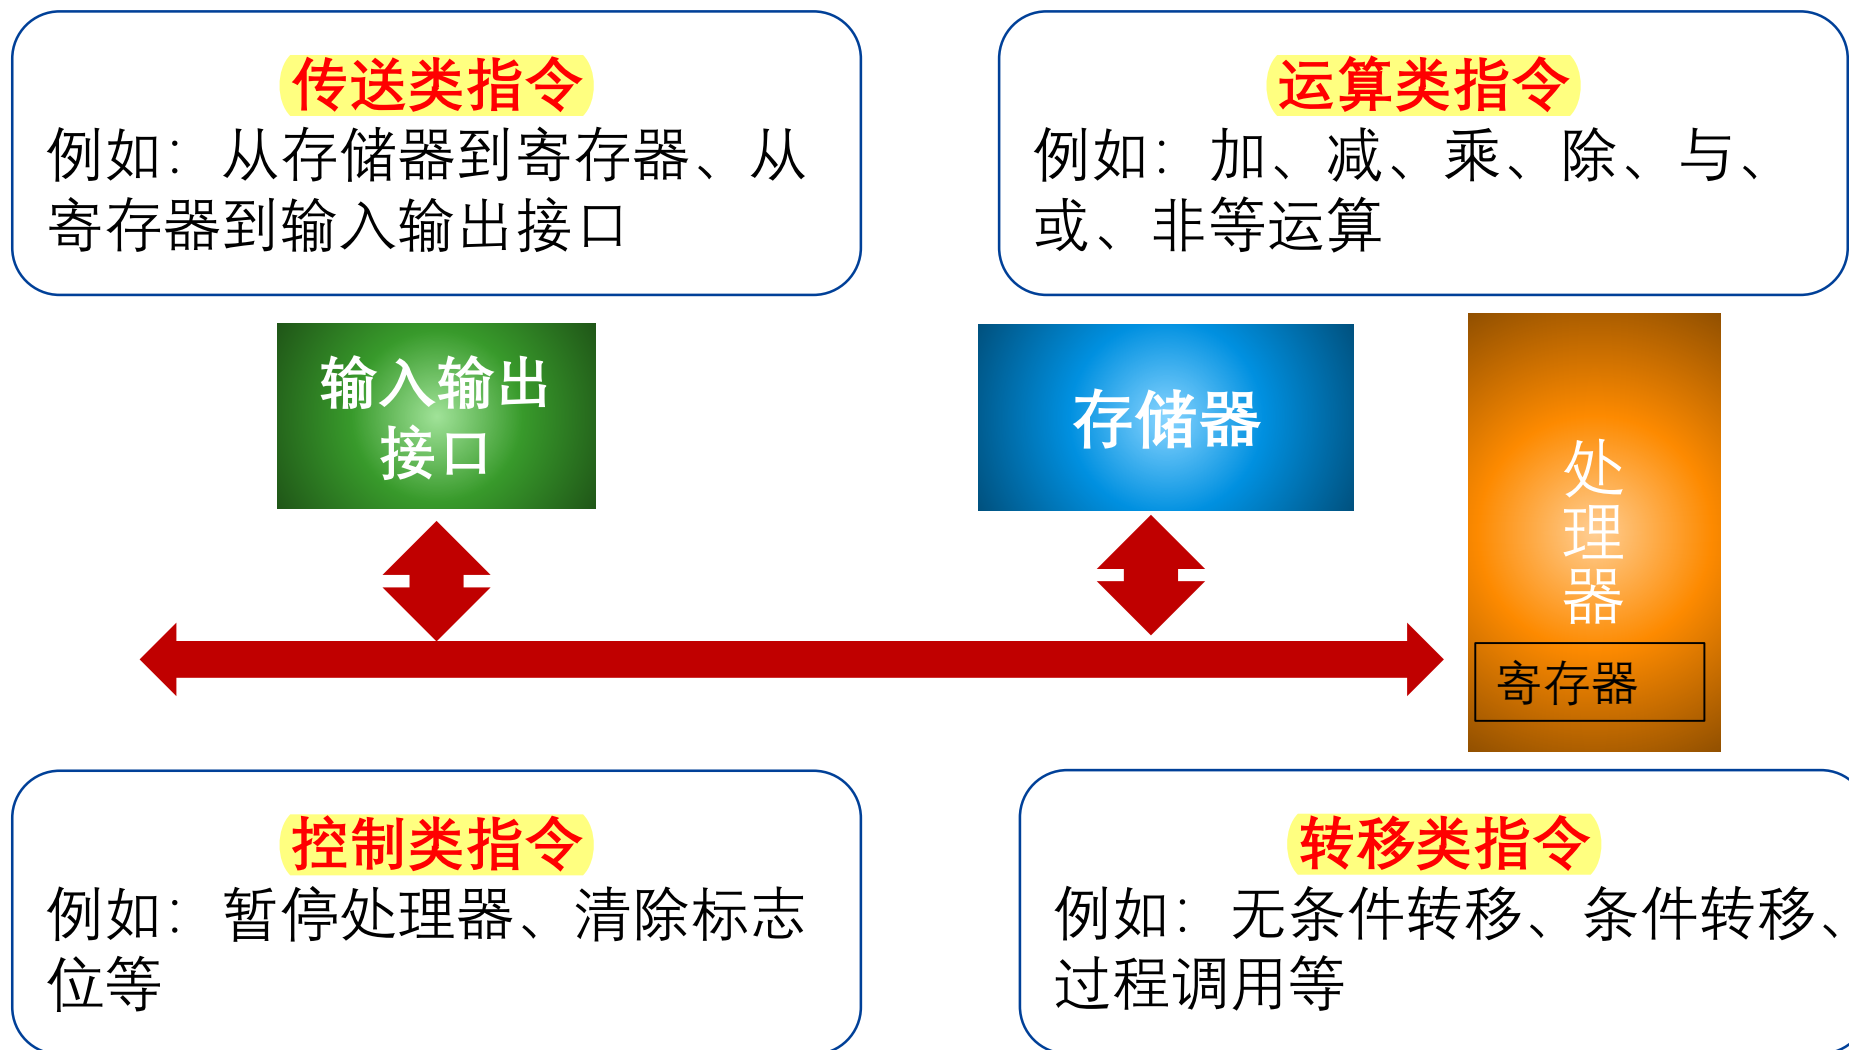 传送类指令
例如：从存储器到寄存器、从
寄存器到输入输出接口
运算类指令
例如：加、减、乘、除、与、
或、非等运算
输入输出
接口
存储器
处
理
器
寄存器
控制类指令
例如：暂停处理器、清除标志
位等
转移类指令
例如：无条件转移、条件转移、
过程调用等